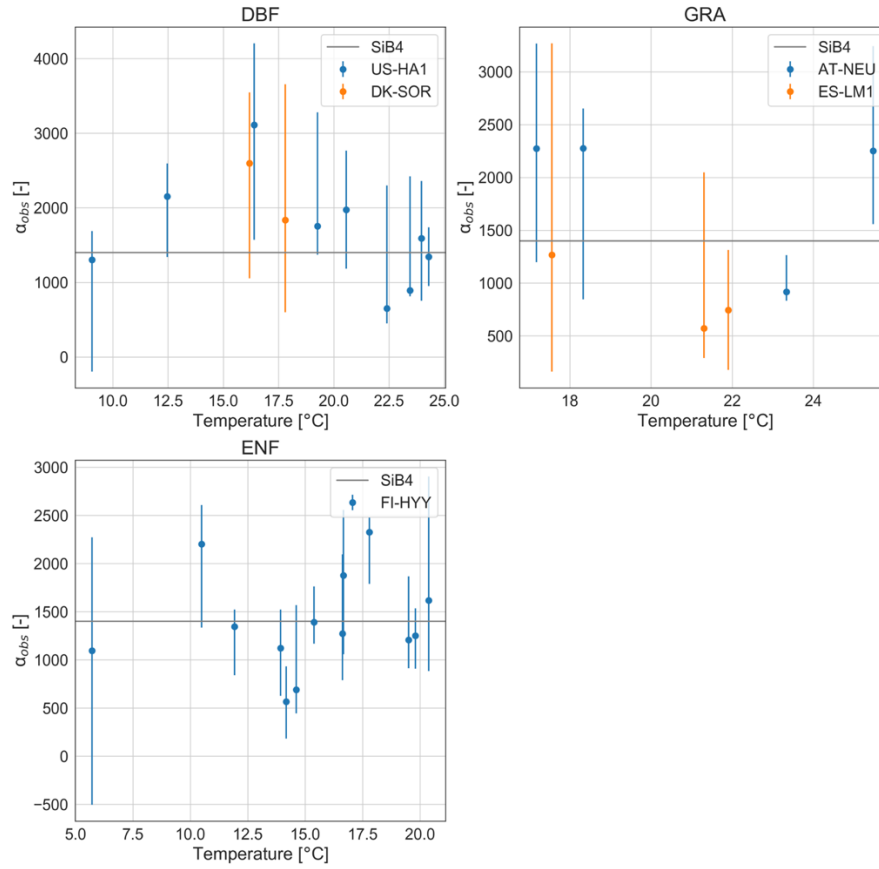 DBF
SiB4
US-HA1
DK-SOR
4000
3000
2000
1000
0
α_obs [-]
10.0 12.5 15.0 17.5 20.0 22.5 25.0
Temperature [°C]
GRA
SiB4
AT-NEU
ES-LM1
3000
2500
2000
1500
1000
500
α_obs [-]
18 20 22 24
Temperature [°C]
ENF
SiB4
FI-HYY
3000
2500
2000
1500
1000
500
0
−500
α_obs [-]
5.0 7.5 10.0 12.5 15.0 17.5 20.0
Temperature [°C]